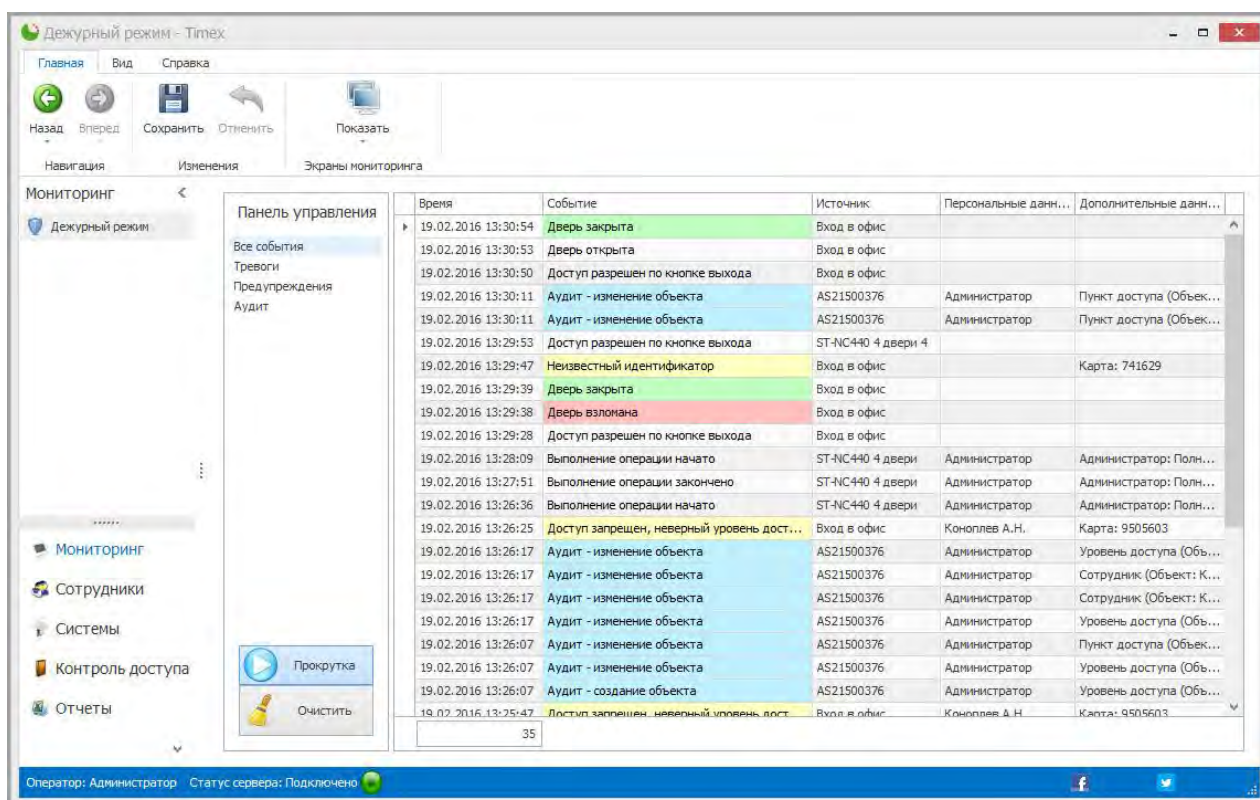 Дежурный режим - Timex
Главная Вид Справка
Назад Вперед Сохранить Отменить Показать
Навигация Изменения Экраны мониторинга
Мониторинг
Дежурный режим
Панель управления
Все события
Тревоги
Предупреждения
Аудит
Время Событие Источник Персональные данн... Дополнительные данн...
19.02.2016 13:30:54 Дверь закрыта Вход в офис
19.02.2016 13:30:53 Дверь открыта Вход в офис
19.02.2016 13:30:50 Доступ разрешен по кнопке выхода Вход в офис
19.02.2016 13:30:11 Аудит - изменение объекта AS21500376 Администратор Пункт доступа (Объек...
19.02.2016 13:30:11 Аудит - изменение объекта AS21500376 Администратор Пункт доступа (Объек...
19.02.2016 13:29:53 Доступ разрешен по кнопке выхода ST-NC440 4 двери 4
19.02.2016 13:29:47 Неизвестный идентификатор Вход в офис Карта: 741629
19.02.2016 13:29:39 Дверь закрыта Вход в офис
19.02.2016 13:29:38 Дверь взломана Вход в офис
19.02.2016 13:29:28 Доступ разрешен по кнопке выхода Вход в офис
19.02.2016 13:28:09 Выполнение операции начато ST-NC440 4 двери Администратор Администратор: Полн...
19.02.2016 13:27:51 Выполнение операции закончено ST-NC440 4 двери Администратор Администратор: Полн...
19.02.2016 13:26:36 Выполнение операции начато ST-NC440 4 двери Администратор Администратор: Полн...
19.02.2016 13:26:25 Доступ запрещен, неверный уровень дост... Вход в офис Коноплев А.Н. Карта: 9505603
19.02.2016 13:26:17 Аудит - изменение объекта AS21500376 Администратор Уровень доступа (Объ...
19.02.2016 13:26:17 Аудит - изменение объекта AS21500376 Администратор Сотрудник (Объект: К...
19.02.2016 13:26:17 Аудит - изменение объекта AS21500376 Администратор Сотрудник (Объект: К...
19.02.2016 13:26:17 Аудит - изменение объекта AS21500376 Администратор Уровень доступа (Объ...
19.02.2016 13:26:07 Аудит - изменение объекта AS21500376 Администратор Пункт доступа (Объек...
19.02.2016 13:26:07 Аудит - изменение объекта AS21500376 Администратор Уровень доступа (Объ...
19.02.2016 13:26:07 Аудит - создание объекта AS21500376 Администратор Уровень доступа (Объ...
19.02.2016 13:25:47 Доступ запрещен, неверный уровень дост... Вход в офис Коноплев А.Н. Карта: 9505603
35
Мониторинг
Сотрудники
Системы
Контроль доступа
Отчеты
Прокрутка
Очистить
Оператор: Администратор Статус сервера: Подключено